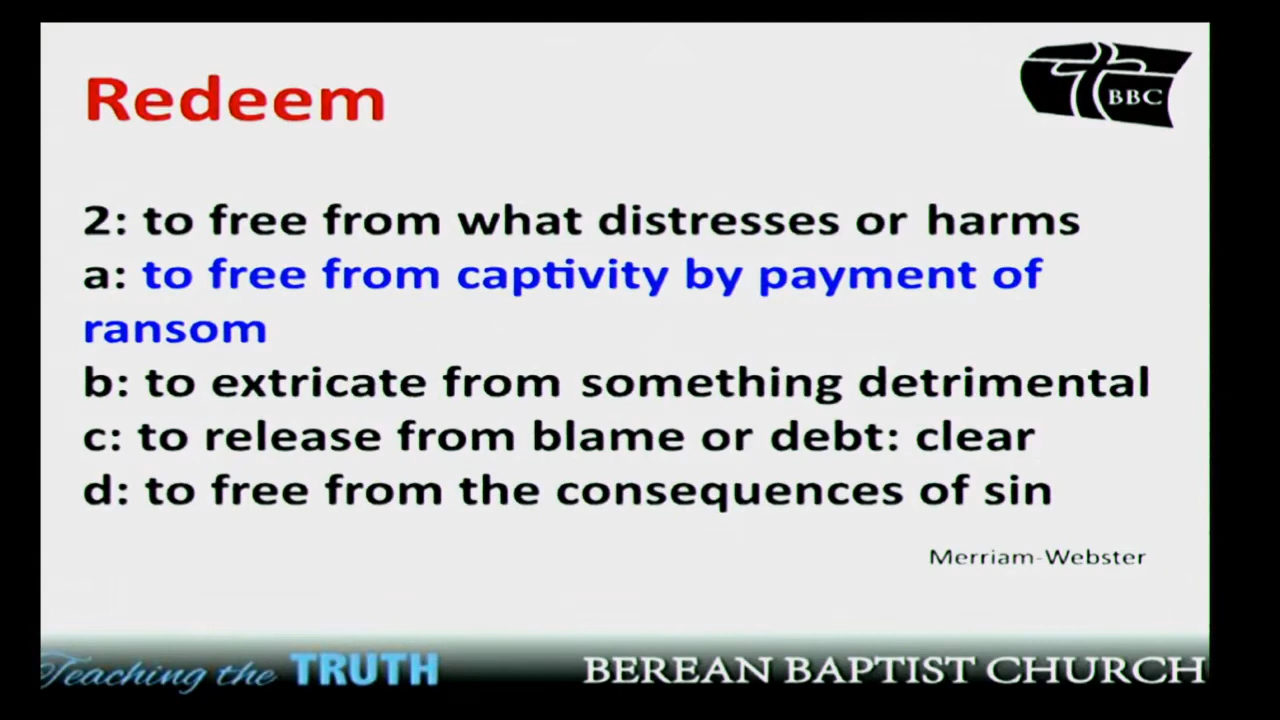 Redeem
BBC
2: to free from what distresses or harms
a: to free from captivity by payment of
ransom
b: to extricate from something detrimental
c: to release from blame or debt: clear
d: to free from the consequences of sin
Merriam-Webster
Teaching the TRUTH
BEREAN BAPTIST CHURCH